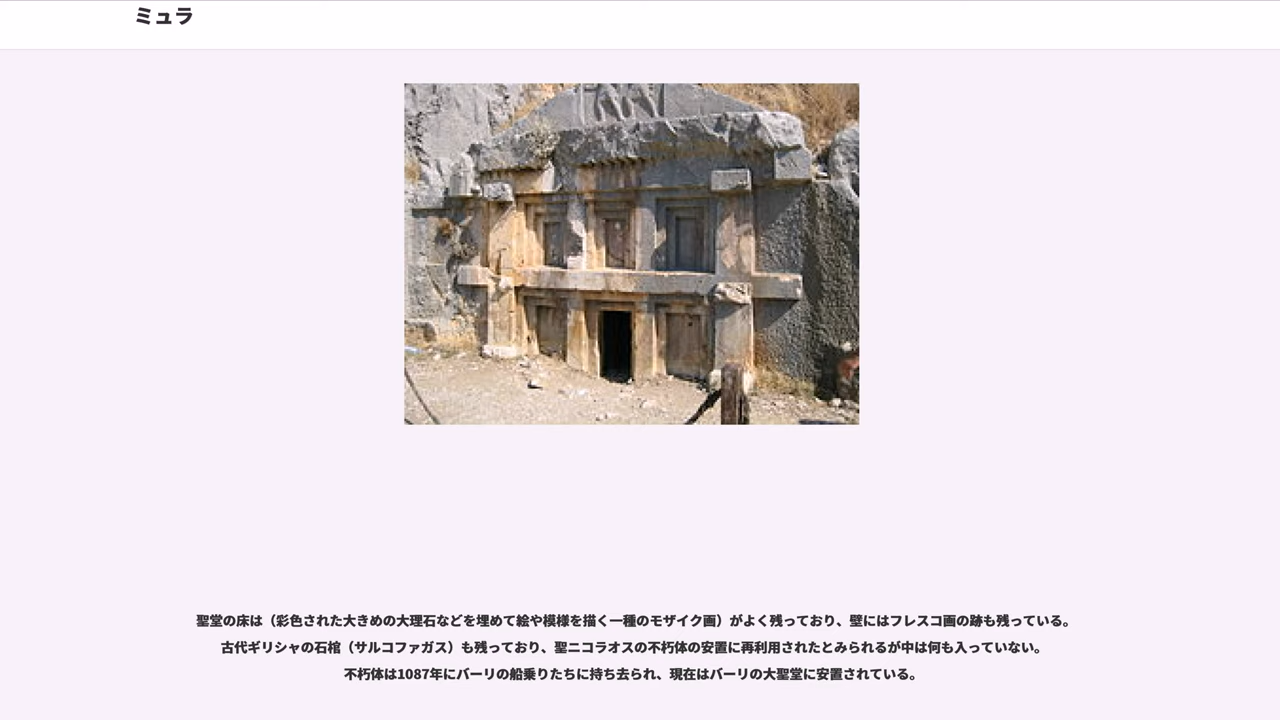 ミュラ
聖堂の床は（彩色された大きめの大理石などを埋めて絵や模様を描く一種のモザイク画）がよく残っており、壁にはフレスコ画の跡も残っている。
古代ギリシャの石棺（サルコファガス）も残っており、聖ニコラオスの不朽体の安置に再利用されたとみられるが中は何も入っていない。
不朽体は1087年にバーリの船乗りたちに持ち去られ、現在はバーリの大聖堂に安置されている。